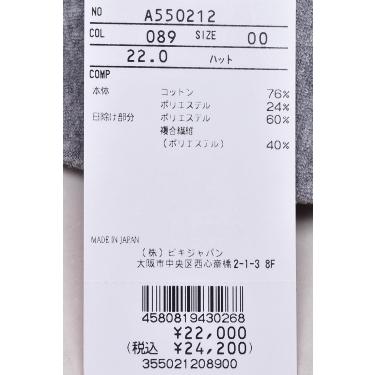 NO A550212
COL 089 SIZE 00
22.0 ハット
COMP
本体 コットン 76%
ポリエステル 24%
日除け部分 ポリエステル 60%
複合繊維
(ポリエステル) 40%
MADE IN JAPAN
(株) ビキジャパン
大阪市中央区西心斎橋2-1-3 8F
4580819430268
¥22,000
(税込 ¥24,200)
355021208900